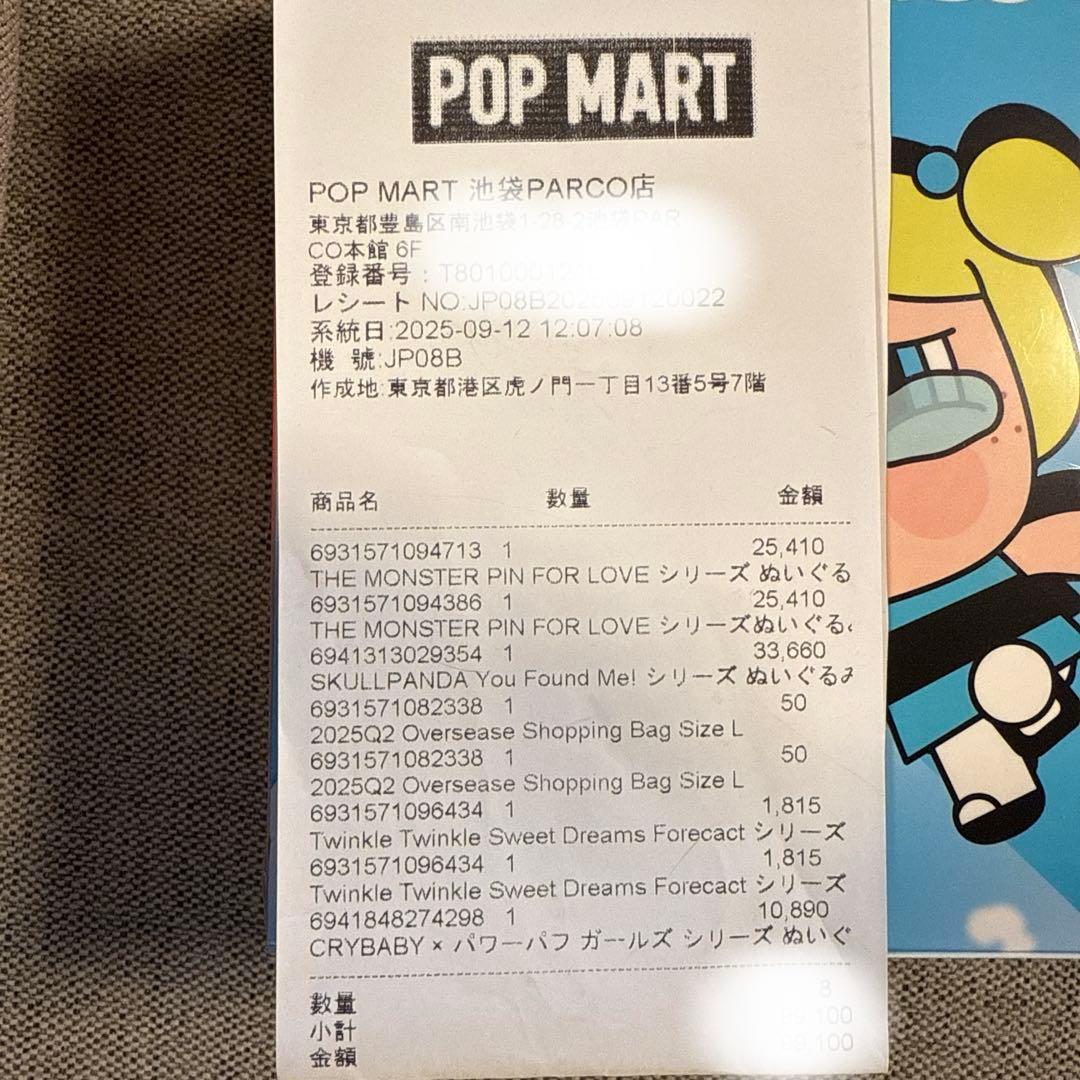 POP MART
POP MART 池袋PARCO店
東京都豊島区南池袋1-28-2池袋PAR
CO本館 6F
登録番号：
レシート NO:
系統日:2025-09-12 12:07:08
機 號:JP08B
作成地:東京都港区虎ノ門一丁目13番5号7階
商品名 数量 金額
6931571094713 1 25,410
THE MONSTER PIN FOR LOVE シリーズ ぬいぐる
6931571094386 1 25,410
THE MONSTER PIN FOR LOVE シリーズぬいぐる
6941313029354 1 33,660
SKULLPANDA You Found Me! シリーズ ぬいぐるみ
6931571082338 1 50
2025Q2 Oversease Shopping Bag Size L
6931571082338 1 50
2025Q2 Oversease Shopping Bag Size L
6931571096434 1 1,815
Twinkle Twinkle Sweet Dreams Forecact シリーズ
6931571096434 1 1,815
Twinkle Twinkle Sweet Dreams Forecact シリーズ
6941848274298 1 10,890
CRYBABY × パワーパフ ガールズ シリーズ ぬいぐ
数量 8
小計 99,100
金額 99,100